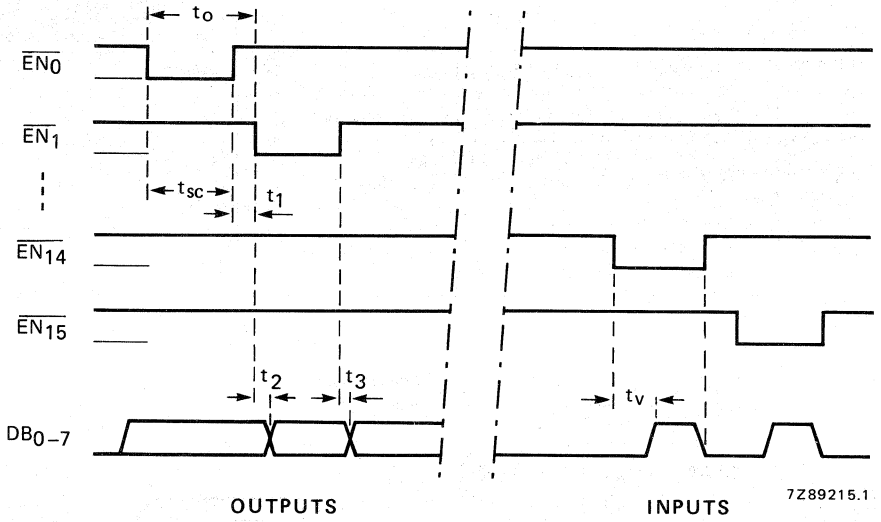 t₀
EN₀
EN₁
tsc
t₁
EN₁₄
EN₁₅
t₂
t₃
tᵥ
DB₀₋₇
OUTPUTS
INPUTS
7Z89215.1